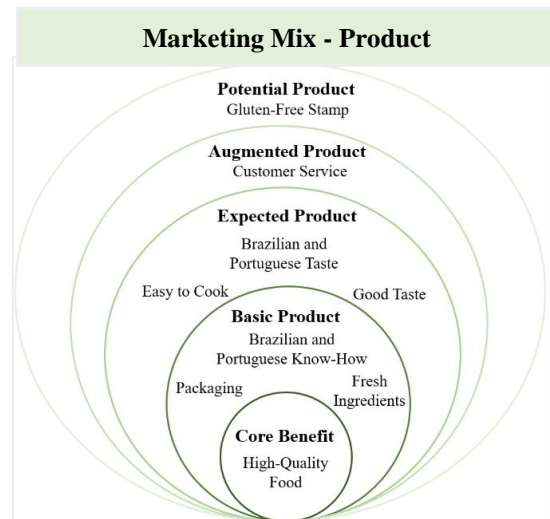 Marketing Mix - Product
Potential Product
Gluten-Free Stamp
Augmented Product
Customer Service
Expected Product
Brazilian and
Portuguese Taste
Easy to Cook
Good Taste
Basic Product
Brazilian and
Portuguese Know-How
Packaging
Fresh
Ingredients
Core Benefit
High-Quality
Food